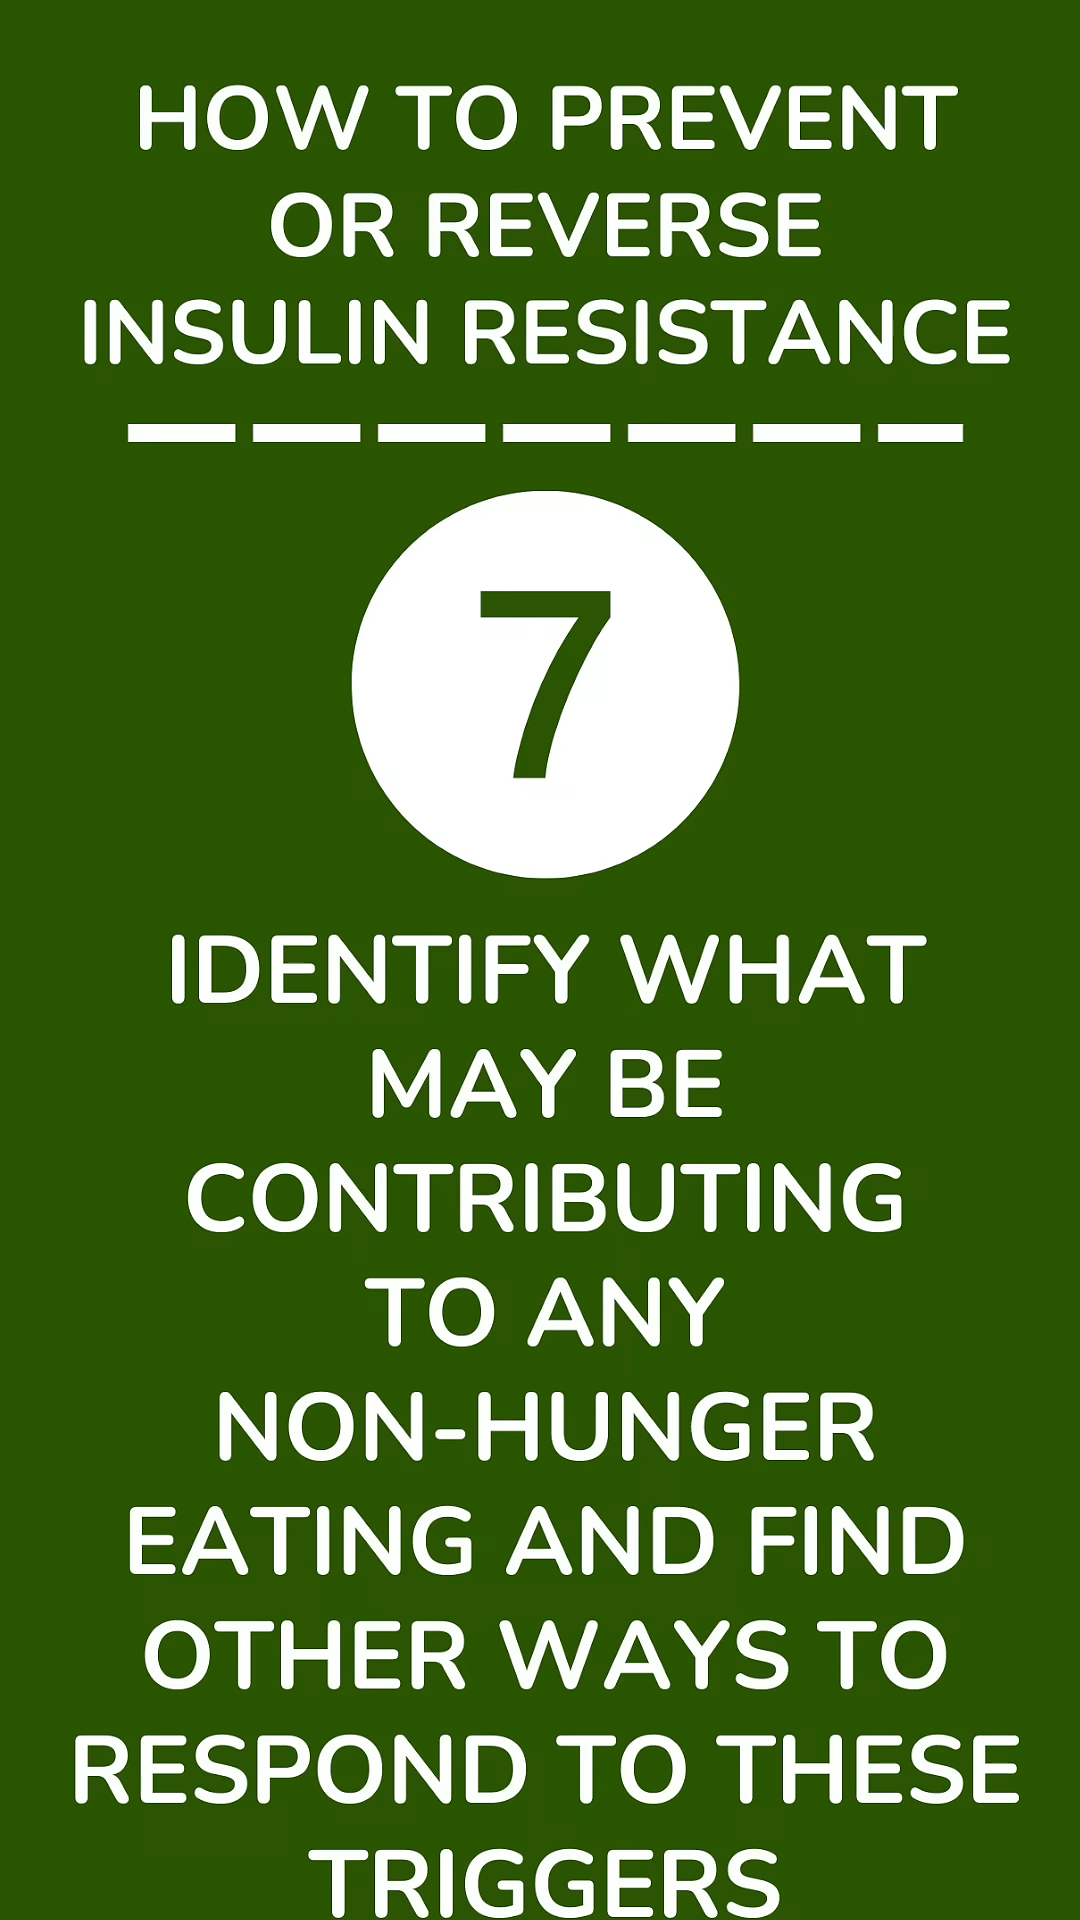 HOW TO PREVENT
OR REVERSE
INSULIN RESISTANCE
7
IDENTIFY WHAT
MAY BE
CONTRIBUTING
TO ANY
NON-HUNGER
EATING AND FIND
OTHER WAYS TO
RESPOND TO THESE
TRIGGERS